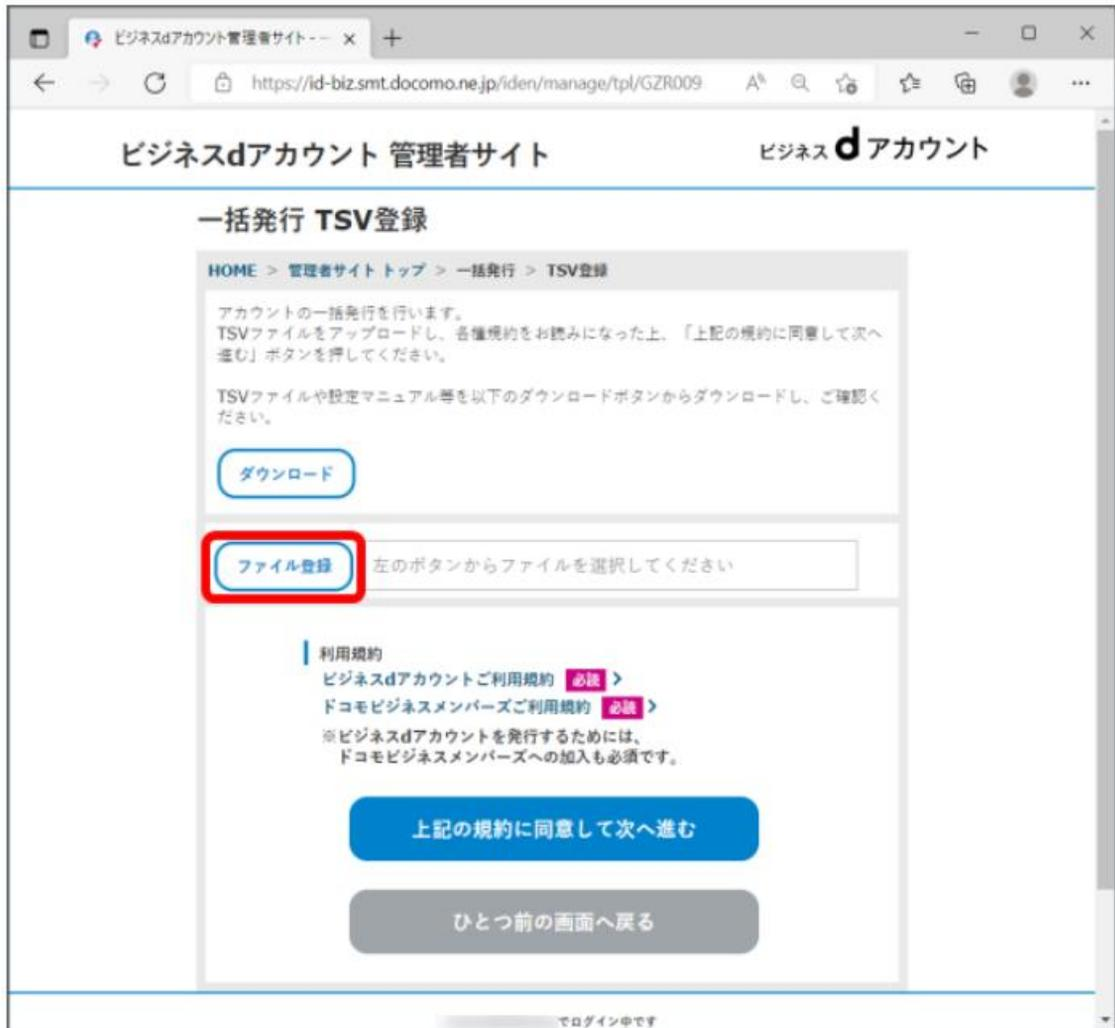 ビジネスdアカウント管理者サイト - -
https://id-biz.smt.docomo.ne.jp/iden/manage/tpl/GZR009
ビジネスdアカウント 管理者サイト
ビジネス d アカウント
一括発行 TSV登録
HOME > 管理者サイト トップ > 一括発行 > TSV登録
アカウントの一括発行を行います。
TSVファイルをアップロードし、各種規約をお読みになった上、「上記の規約に同意して次へ
進む」ボタンを押してください。
TSVファイルや設定マニュアル等を以下のダウンロードボタンからダウンロードし、ご確認く
ださい。
ダウンロード
ファイル登録
左のボタンからファイルを選択してください
利用規約
ビジネスdアカウントご利用規約 必読 >
ドコモビジネスメンバーズご利用規約 必読 >
※ビジネスdアカウントを発行するためには、
ドコモビジネスメンバーズへの加入も必須です。
上記の規約に同意して次へ進む
ひとつ前の画面へ戻る
でログイン中です